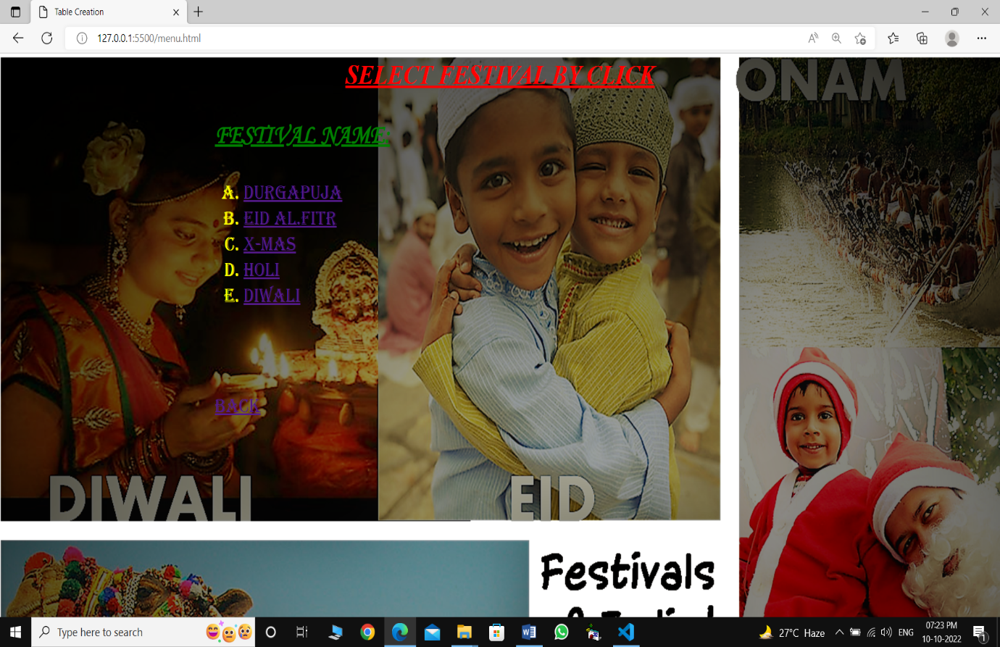 Table Creation
127.0.0.1:5500/menu.html
SELECT FESTIVAL BY CLICK
ONAM
FESTIVAL NAME:
A. DURGAPUJA
B. EID AL.FITR
C. X-MAS
D. HOLI
E. DIWALI
BACK
DIWALI
EID
Festivals
Type here to search
27°C Haze
ENG
07:23 PM
10-10-2022
1